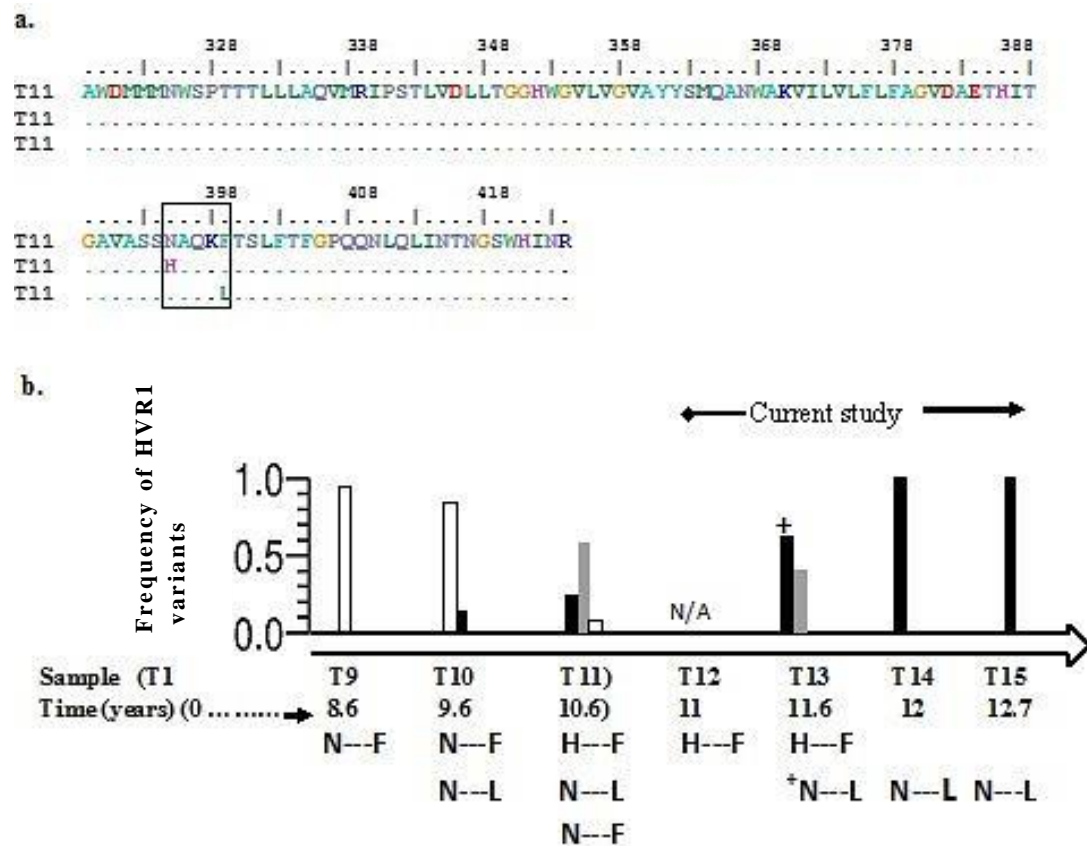 a.
328 338 348 358 368 378 388
....|....|....|....|....|....|....|....|....|....|....|....|....|....|
T11 AWDMMMNWSPTTTLLLAQVMRIPSTLVDLLTGGHWGVLVGVAYYSMQANWAKVILVLFLFAGVDAETHIT
T11 ......................................................................
T11 ......................................................................
398 408 418
....|....|....|....|....|....|....|.
T11 GAVASSNAQKFTSLFTFGPQQNLQLINTNGSWHINR
T11 ......H.............................
T11 ..........L.........................
b.
Current study
Frequency of HVR1
variants
1.0
0.5
0.0
+
N/A
Sample (T1 T9 T10 T11) T12 T13 T14 T15
Time(years) (0 ......... 8.6 9.6 10.6) 11 11.6 12 12.7
N---F N---F H---F H---F H---F
N---L N---L +N---L N---L N---L
N---F